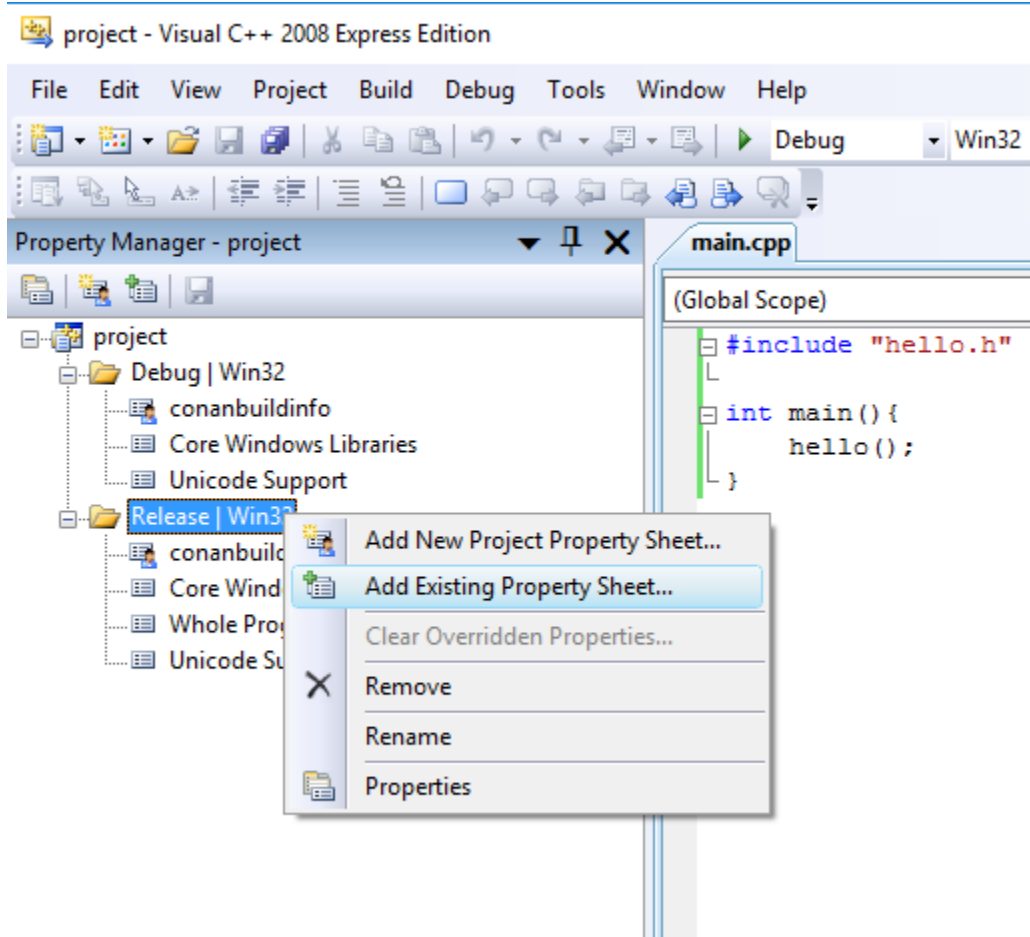 project - Visual C++ 2008 Express Edition
File Edit View Project Build Debug Tools Window Help
Debug Win32
Property Manager - project
main.cpp
(Global Scope)
project
Debug | Win32
conanbuildinfo
Core Windows Libraries
Unicode Support
Release | Win32
conanbuild
Core Wind
Whole Prog
Unicode Su
#include "hello.h"
int main(){
hello();
}
Add New Project Property Sheet...
Add Existing Property Sheet...
Clear Overridden Properties...
Remove
Rename
Properties